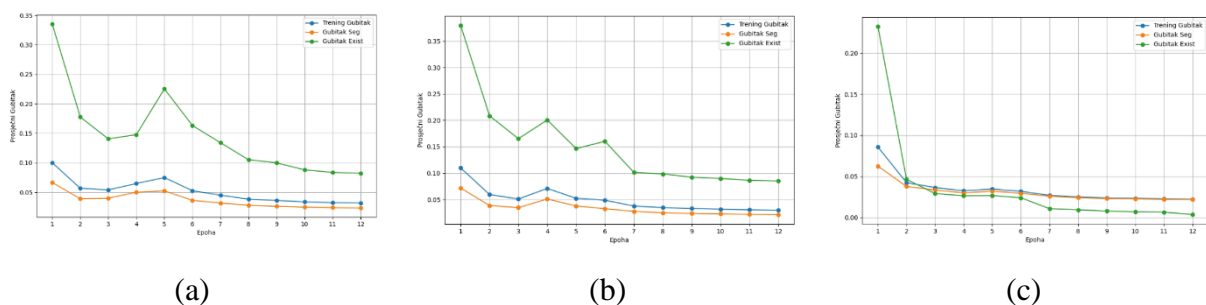 0.35
0.30
0.25
0.20
0.15
0.10
0.05
Prosječni Gubitak
Trening Gubitak
Gubitak Seg
Gubitak Exist
1 2 3 4 5 6 7 8 9 10 11 12
Epoha
(a)
0.35
0.30
0.25
0.20
0.15
0.10
0.05
Prosječni Gubitak
Trening Gubitak
Gubitak Seg
Gubitak Exist
1 2 3 4 5 6 7 8 9 10 11 12
Epoha
(b)
0.20
0.15
0.10
0.05
0.00
Prosječni Gubitak
Trening Gubitak
Gubitak Seg
Gubitak Exist
1 2 3 4 5 6 7 8 9 10 11 12
Epoha
(c)